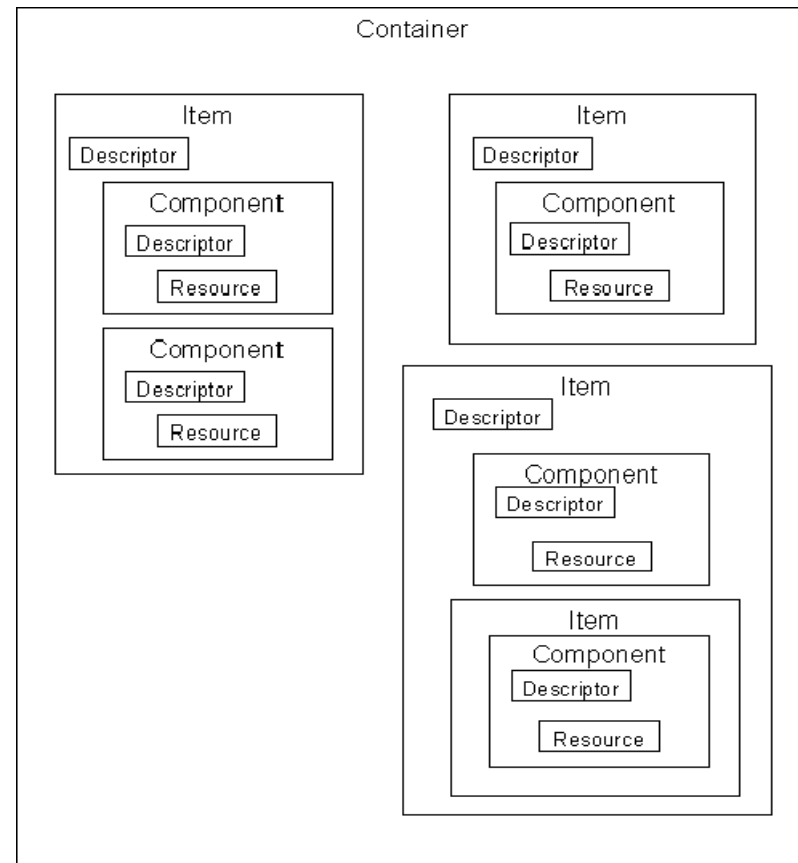 Container
Item
Descriptor
Component
Descriptor
Resource
Component
Descriptor
Resource
Item
Descriptor
Component
Descriptor
Resource
Item
Descriptor
Component
Descriptor
Resource
Item
Component
Descriptor
Resource